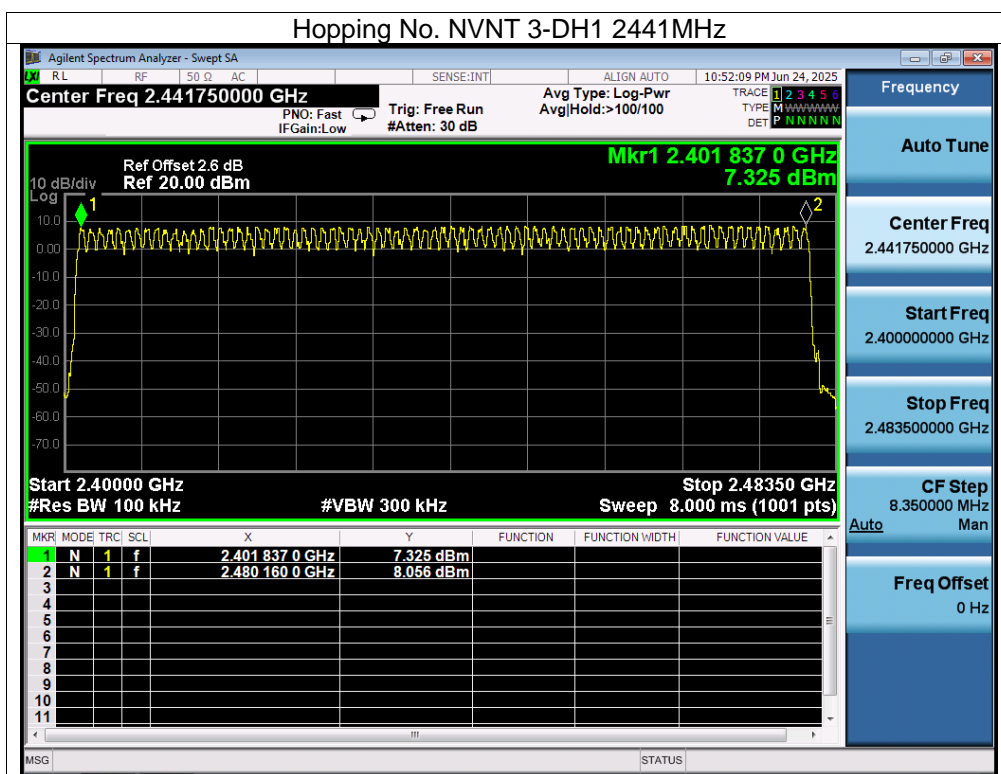 Hopping No. NVNT 3-DH1 2441MHz
Agilent Spectrum Analyzer - Swept SA
LXI RL RF 50 Ω AC SENSE:INT ALIGN AUTO 10:52:09 PM Jun 24, 2025
Center Freq 2.441750000 GHz
PNO: Fast
IFGain:Low
Trig: Free Run
#Atten: 30 dB
Avg Type: Log-Pwr
Avg|Hold:>100/100
TRACE 1 2 3 4 5 6
TYPE M WWWWW
DET P N N N N N
Frequency
Auto Tune
Center Freq
2.441750000 GHz
Start Freq
2.400000000 GHz
Stop Freq
2.483500000 GHz
CF Step
8.350000 MHz
Auto Man
Freq Offset
0 Hz
Mkr1 2.401 837 0 GHz
7.325 dBm
Ref Offset 2.6 dB
10 dB/div Ref 20.00 dBm
Log
1
2
10.0
0.00
-10.0
-20.0
-30.0
-40.0
-50.0
-60.0
-70.0
Start 2.40000 GHz Stop 2.48350 GHz
#Res BW 100 kHz #VBW 300 kHz Sweep 8.000 ms (1001 pts)
MKR MODE TRC SCL X Y FUNCTION FUNCTION WIDTH FUNCTION VALUE
1 N 1 f 2.401 837 0 GHz 7.325 dBm
2 N 1 f 2.480 160 0 GHz 8.056 dBm
3
4
5
6
7
8
9
10
11
MSG STATUS